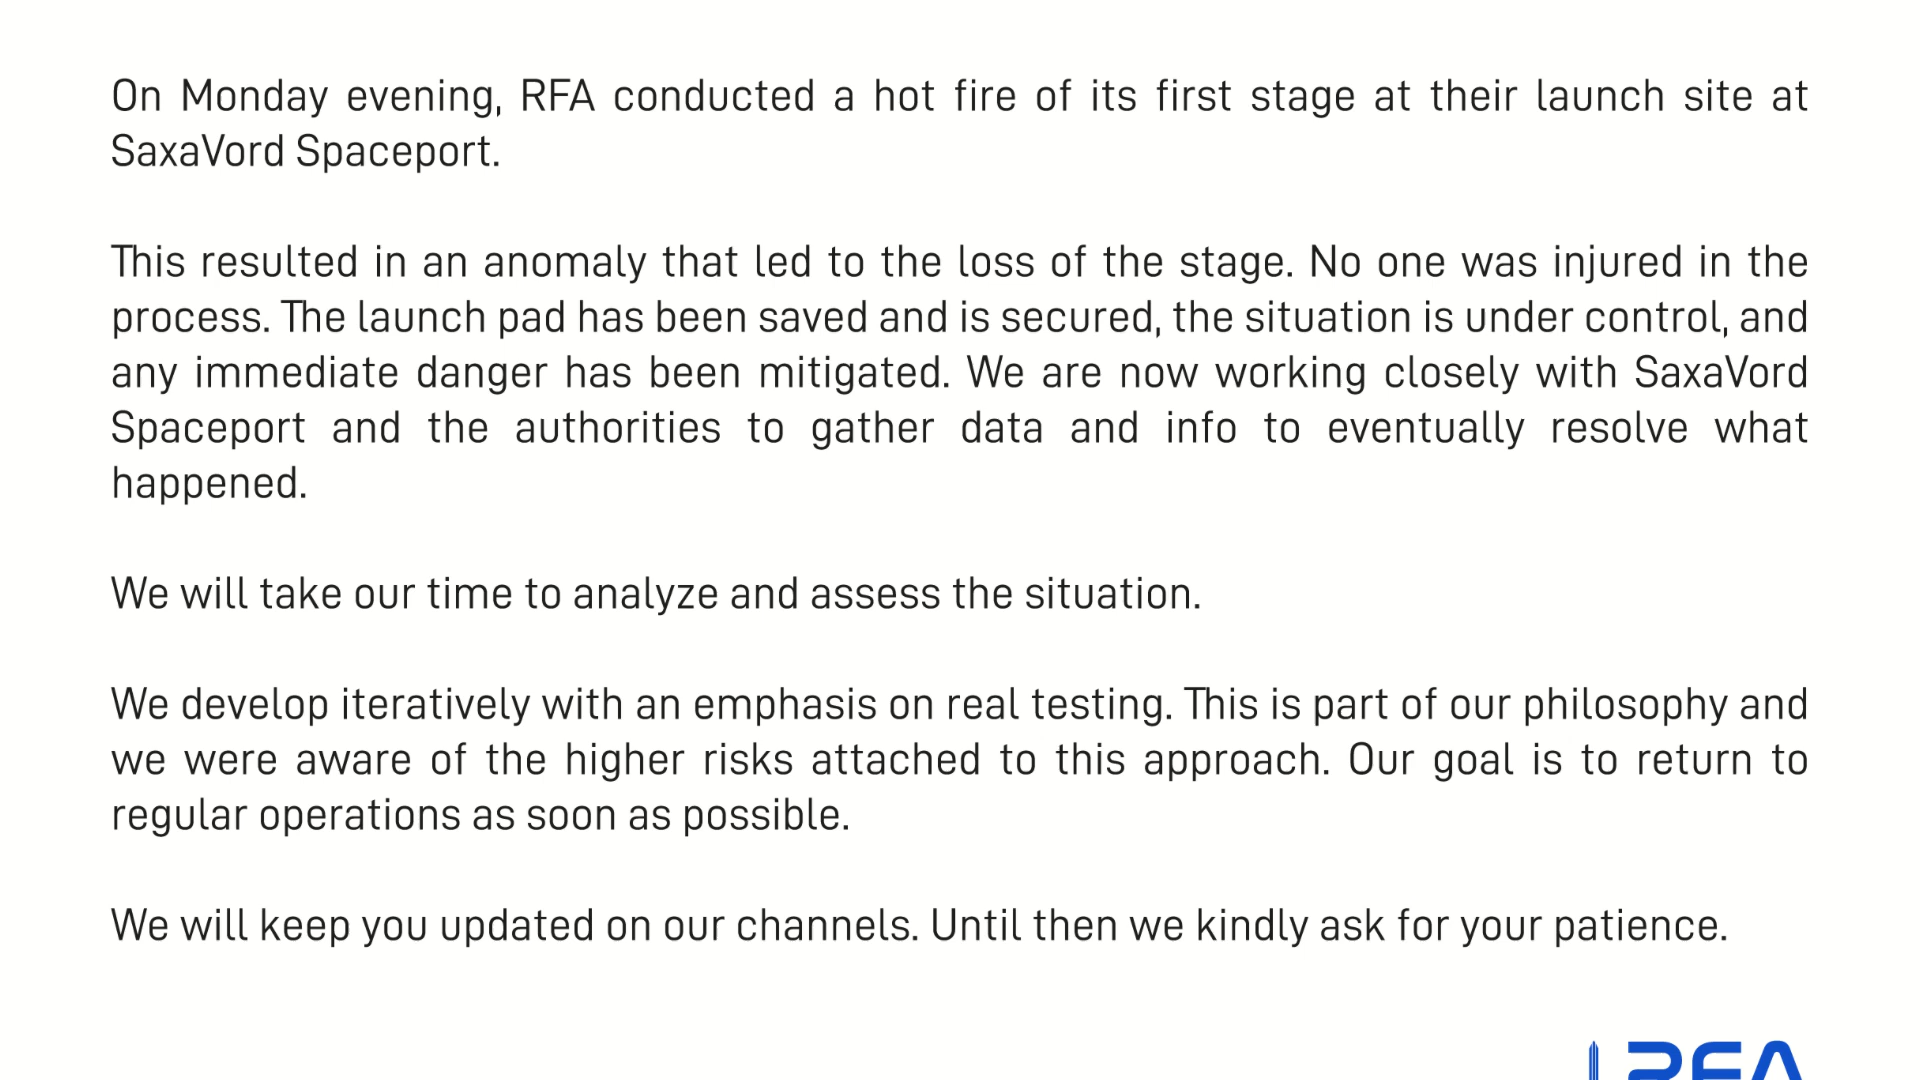 On Monday evening, RFA conducted a hot fire of its first stage at their launch site at
SaxaVord Spaceport.
This resulted in an anomaly that led to the loss of the stage. No one was injured in the
process. The launch pad has been saved and is secured, the situation is under control, and
any immediate danger has been mitigated. We are now working closely with SaxaVord
Spaceport and the authorities to gather data and info to eventually resolve what
happened.
We will take our time to analyze and assess the situation.
We develop iteratively with an emphasis on real testing. This is part of our philosophy and
we were aware of the higher risks attached to this approach. Our goal is to return to
regular operations as soon as possible.
We will keep you updated on our channels. Until then we kindly ask for your patience.
RFA